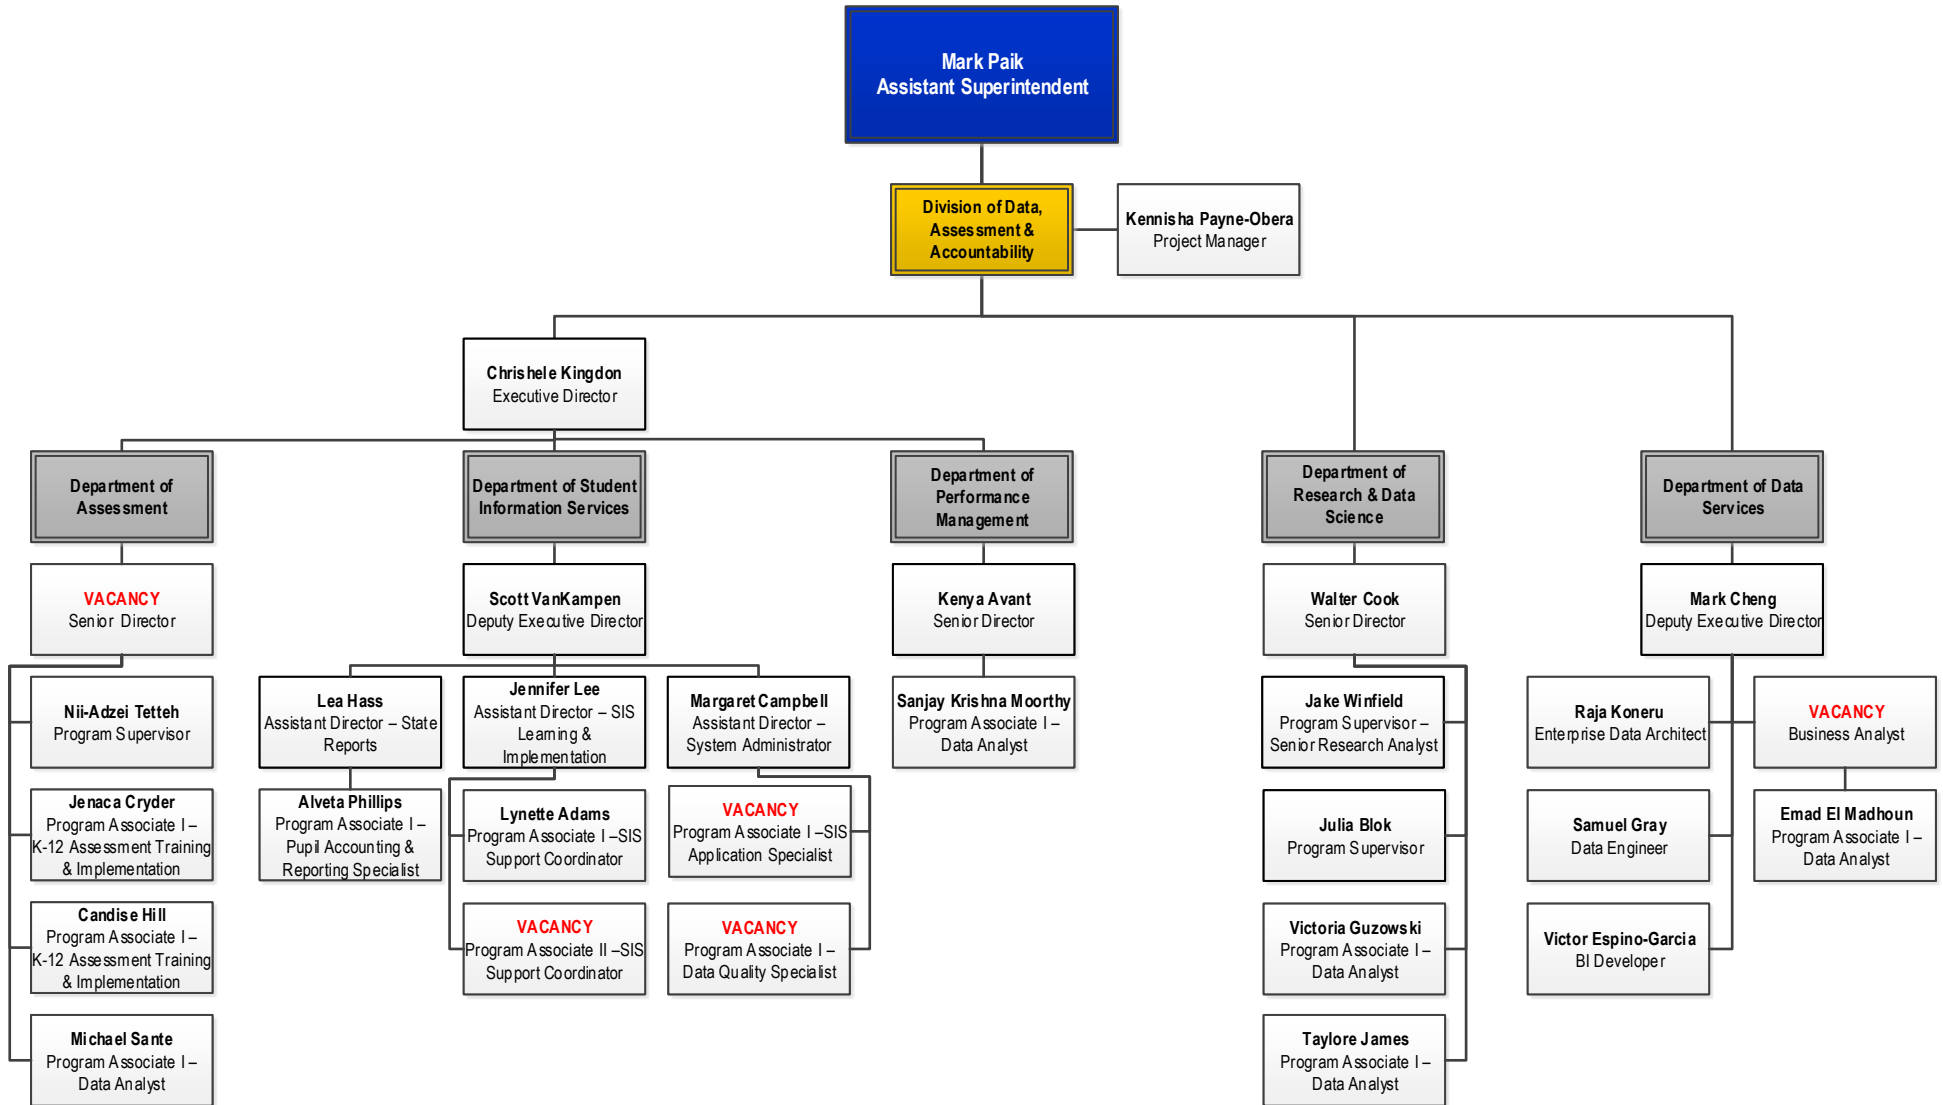 Mark Paik
Assistant Superintendent
Division of Data,
Assessment &
Accountability
Kennisha Payne-Obera
Project Manager
Chrishele Kingdon
Executive Director
Department of
Assessment
Department of Student
Information Services
Department of
Performance
Management
Department of
Research & Data
Science
Department of Data
Services
VACANCY
Senior Director
Scott VanKampen
Deputy Executive Director
Kenya Avant
Senior Director
Walter Cook
Senior Director
Mark Cheng
Deputy Executive Director
Nii-Adzei Tetteh
Program Supervisor
Lea Hass
Assistant Director – State
Reports
Jennifer Lee
Assistant Director – SIS
Learning &
Implementation
Margaret Campbell
Assistant Director –
System Administrator
Sanjay Krishna Moorthy
Program Associate I –
Data Analyst
Jake Winfield
Program Supervisor –
Senior Research Analyst
Raja Koneru
Enterprise Data Architect
VACANCY
Business Analyst
Jenaca Cryder
Program Associate I –
K-12 Assessment Training
& Implementation
Alveta Phillips
Program Associate I –
Pupil Accounting &
Reporting Specialist
Lynette Adams
Program Associate I –SIS
Support Coordinator
VACANCY
Program Associate I –SIS
Application Specialist
Julia Blok
Program Supervisor
Samuel Gray
Data Engineer
Emad El Madhoun
Program Associate I –
Data Analyst
Candise Hill
Program Associate I –
K-12 Assessment Training
& Implementation
VACANCY
Program Associate II –SIS
Support Coordinator
VACANCY
Program Associate I –
Data Quality Specialist
Victoria Guzowski
Program Associate I –
Data Analyst
Victor Espino-Garcia
BI Developer
Michael Sante
Program Associate I –
Data Analyst
Taylore James
Program Associate I –
Data Analyst